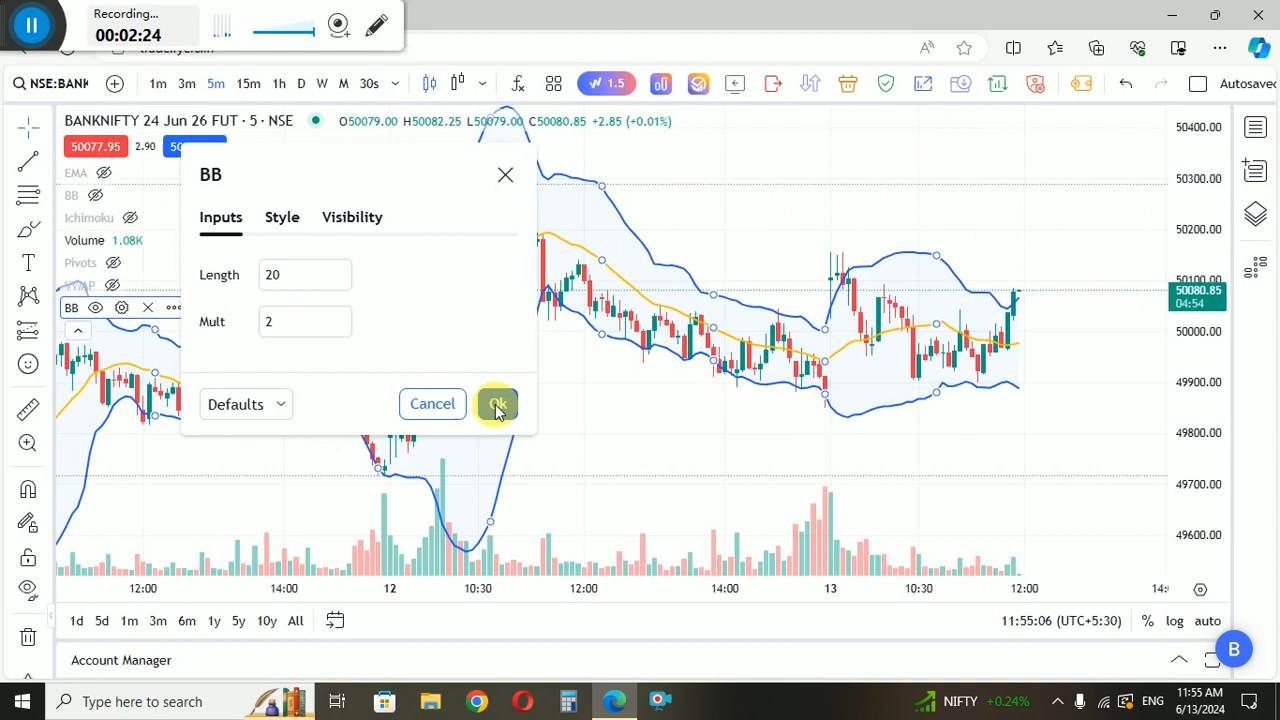 Recording...
00:02:24
NSE:BANK
1m 3m 5m 15m 1h D W M 30s
1.5
Autosaved
BANKNIFTY 24 Jun 26 FUT · 5 · NSE
O50079.00 H50082.25 L50079.00 C50080.85 +2.85 (+0.01%)
50077.95 2.90
EMA
BB
Ichimoku
Volume 1.08K
Pivots
BB
BB
Inputs Style Visibility
Length 20
Mult 2
Defaults Cancel Ok
50400.00
50300.00
50200.00
50080.85
04:54
50000.00
49900.00
49800.00
49700.00
49600.00
12:00 14:00 12 10:30 12:00 14:00 13 10:30 12:00
1d 5d 1m 3m 6m 1y 5y 10y All
11:55:06 (UTC+5:30) % log auto
Account Manager
B
Type here to search
NIFTY +0.24%
ENG
11:55 AM
6/13/2024